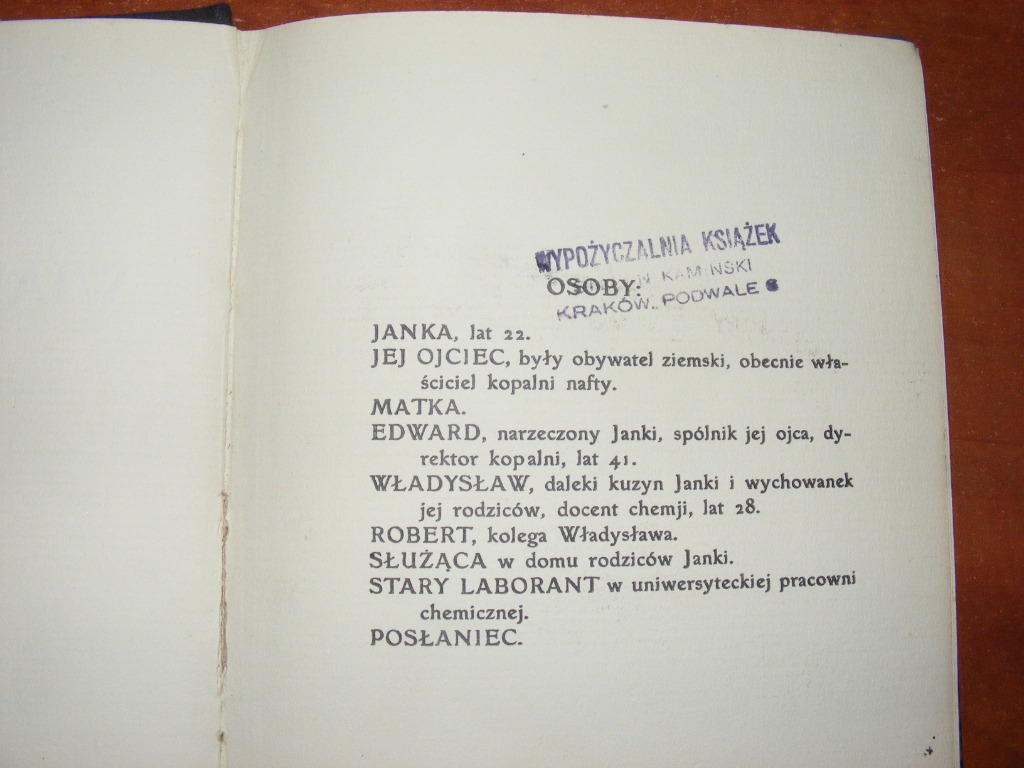 WYPOŻYCZALNIA KSIĄŻEK
KAMIŃSKI
OSOBY:
KRAKÓW, PODWALE 6
JANKA, lat 22.
JEJ OJCIEC, były obywatel ziemski, obecnie wła-
ściciel kopalni nafty.
MATKA.
EDWARD, narzeczony Janki, spólnik jej ojca, dy-
rektor kopalni, lat 41.
WŁADYSŁAW, daleki kuzyn Janki i wychowanek
jej rodziców, docent chemji, lat 28.
ROBERT, kolega Władysława.
SŁUŻĄCA w domu rodziców Janki.
STARY LABORANT w uniwersyteckiej pracowni
chemicznej.
POSŁANIEC.